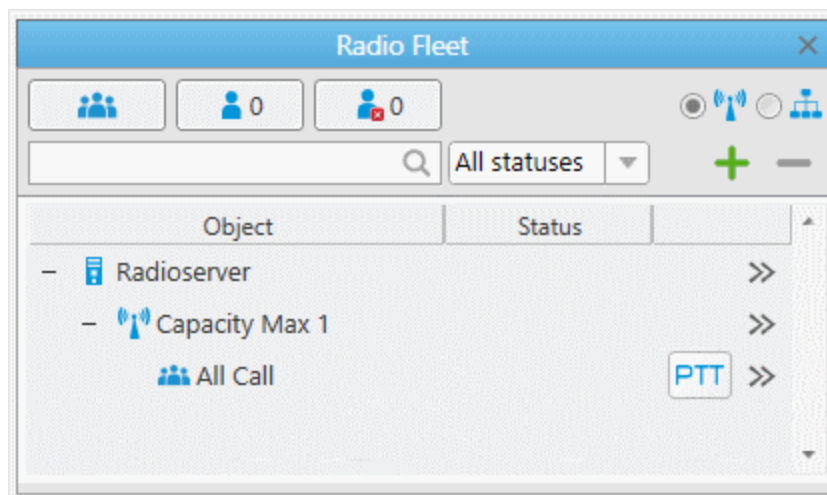 Radio Fleet
0 0
All statuses
Object Status
Radioserver
Capacity Max 1
All Call PTT